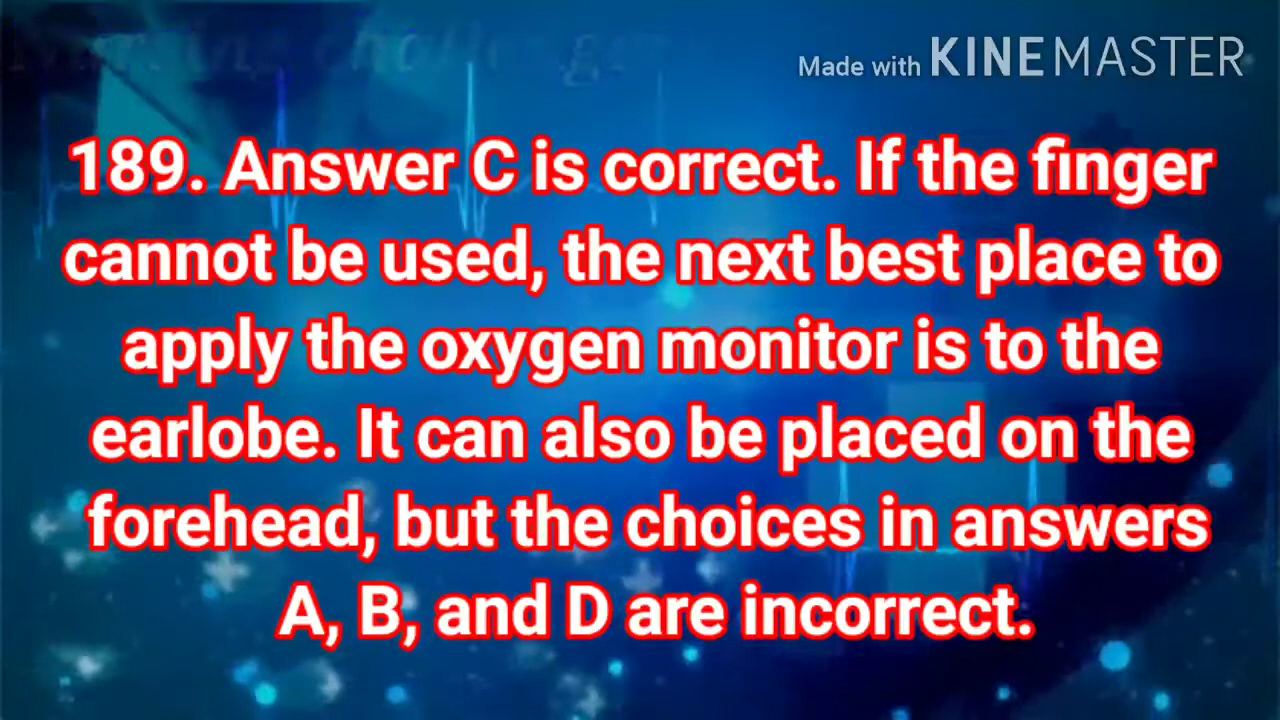 Made with KINEMASTER
189. Answer C is correct. If the finger
cannot be used, the next best place to
apply the oxygen monitor is to the
earlobe. It can also be placed on the
forehead, but the choices in answers
A, B, and D are incorrect.